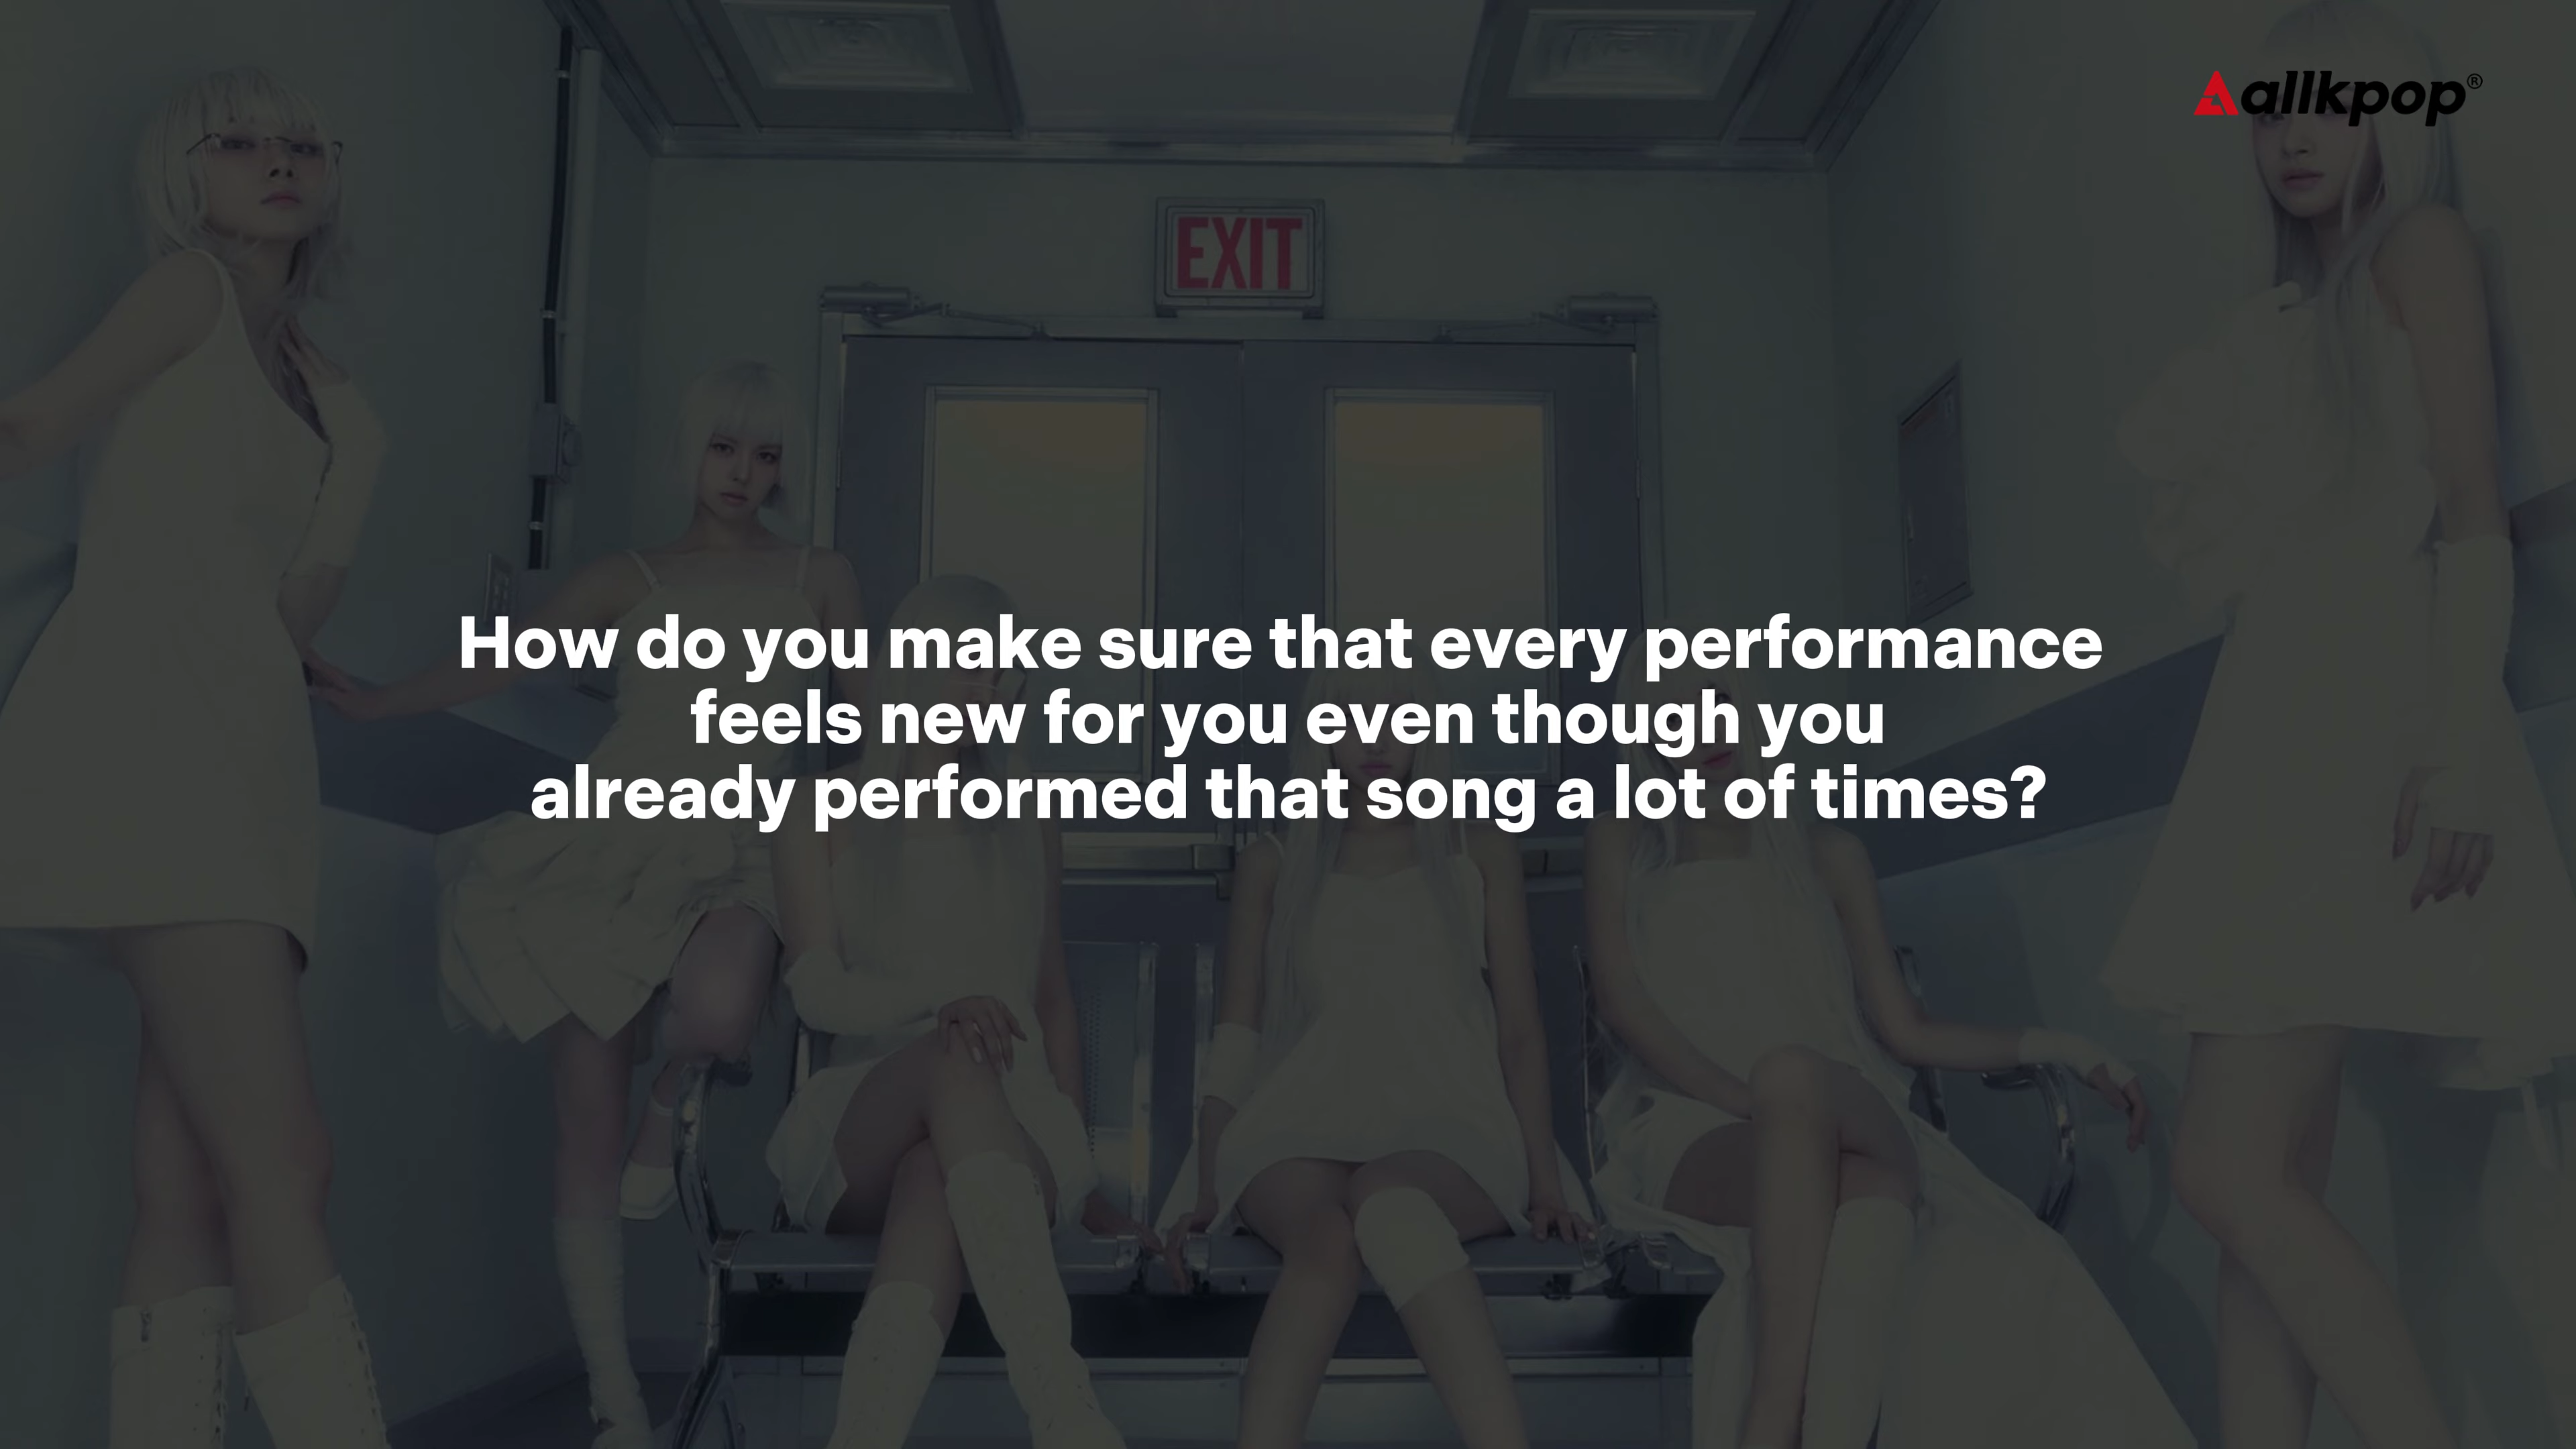 allkpop®
EXIT
How do you make sure that every performance
feels new for you even though you
already performed that song a lot of times?